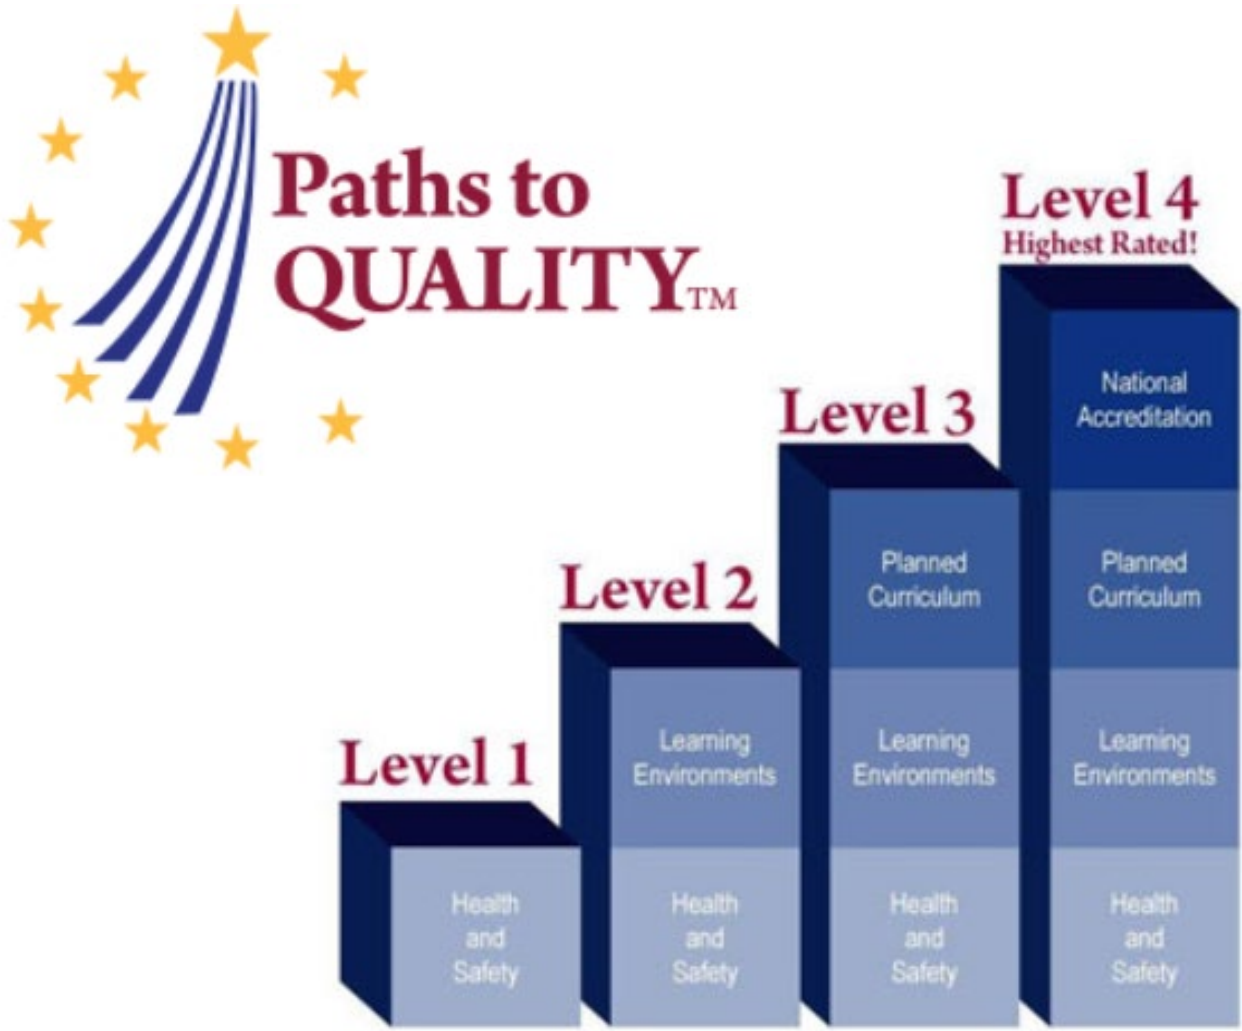 Paths to
QUALITY™
Level 1
Health
and
Safety
Level 2
Learning
Environments
Health
and
Safety
Level 3
Planned
Curriculum
Learning
Environments
Health
and
Safety
Level 4
Highest Rated!
National
Accreditation
Planned
Curriculum
Learning
Environments
Health
and
Safety